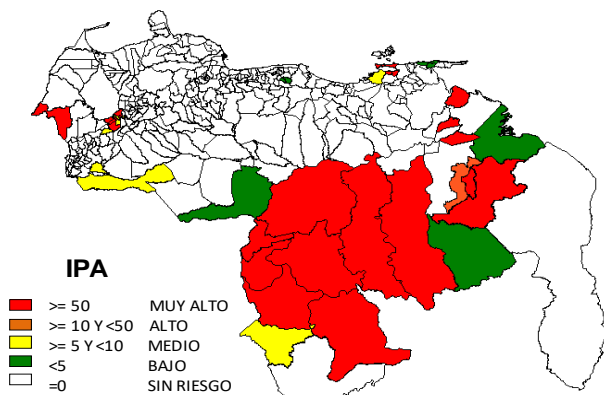 IPA
>= 50 MUY ALTO
>= 10 Y <50 ALTO
>= 5 Y <10 MEDIO
<5 BAJO
=0 SIN RIESGO